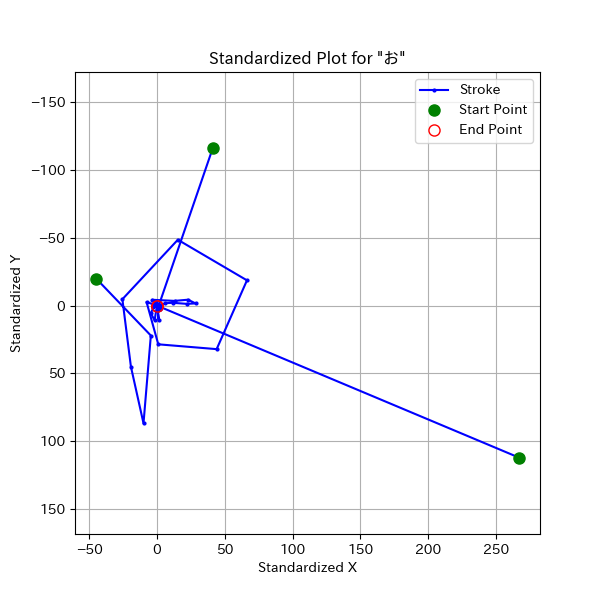 Standardized Plot for "お"
Stroke
Start Point
End Point
Standardized Y
−150
−100
−50
0
50
100
150
−50 0 50 100 150 200 250
Standardized X